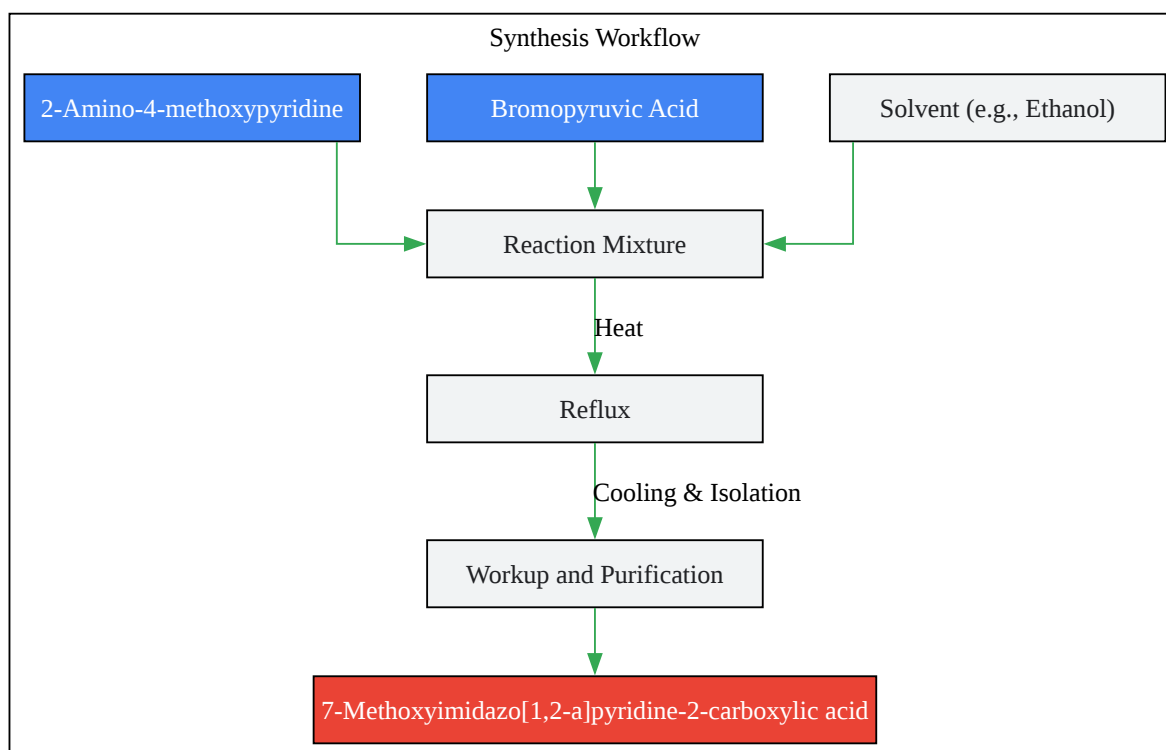 Synthesis Workflow
2-Amino-4-methoxypyridine
Bromopyruvic Acid
Solvent (e.g., Ethanol)
Reaction Mixture
Heat
Reflux
Cooling & Isolation
Workup and Purification
7-Methoxyimidazo[1,2-a]pyridine-2-carboxylic acid